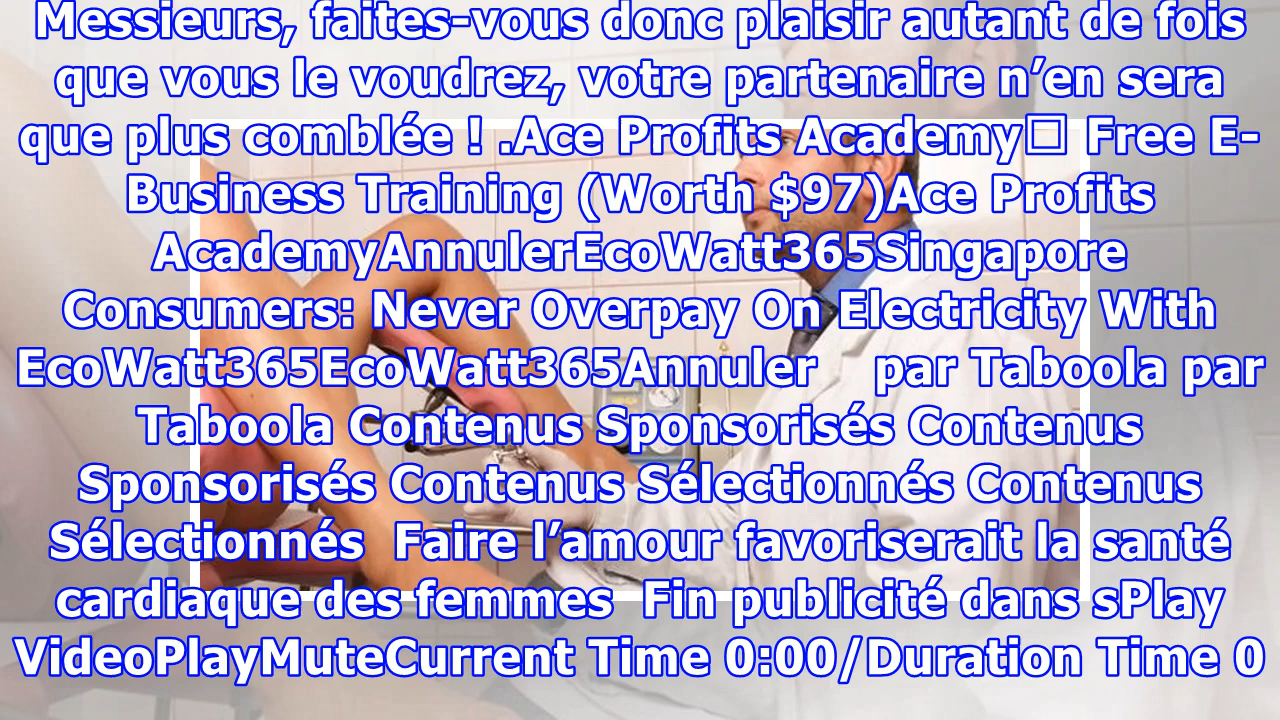 Messieurs, faites-vous donc plaisir autant de fois
que vous le voudrez, votre partenaire n’en sera
que plus comblée ! .Ace Profits Academy□ Free E-
Business Training (Worth $97)Ace Profits
AcademyAnnulerEcoWatt365Singapore
Consumers: Never Overpay On Electricity With
EcoWatt365EcoWatt365Annuler    par Taboola par
Taboola Contenus Sponsorisés Contenus
Sponsorisés Contenus Sélectionnés Contenus
Sélectionnés  Faire l’amour favoriserait la santé
cardiaque des femmes  Fin publicité dans sPlay
VideoPlayMuteCurrent Time 0:00/Duration Time 0